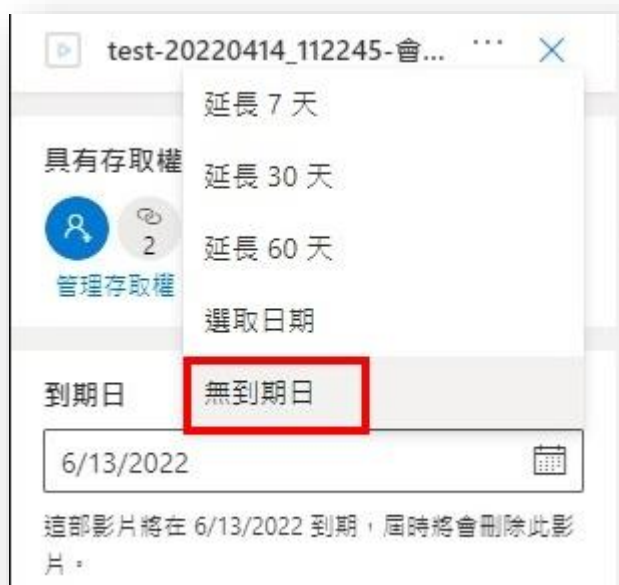 test-20220414_112245-會... ...
延長 7 天
具有存取權
延長 30 天
2
延長 60 天
管理存取權
選取日期
無到期日
到期日
6/13/2022
這部影片將在 6/13/2022 到期，屆時將會刪除此影
片。